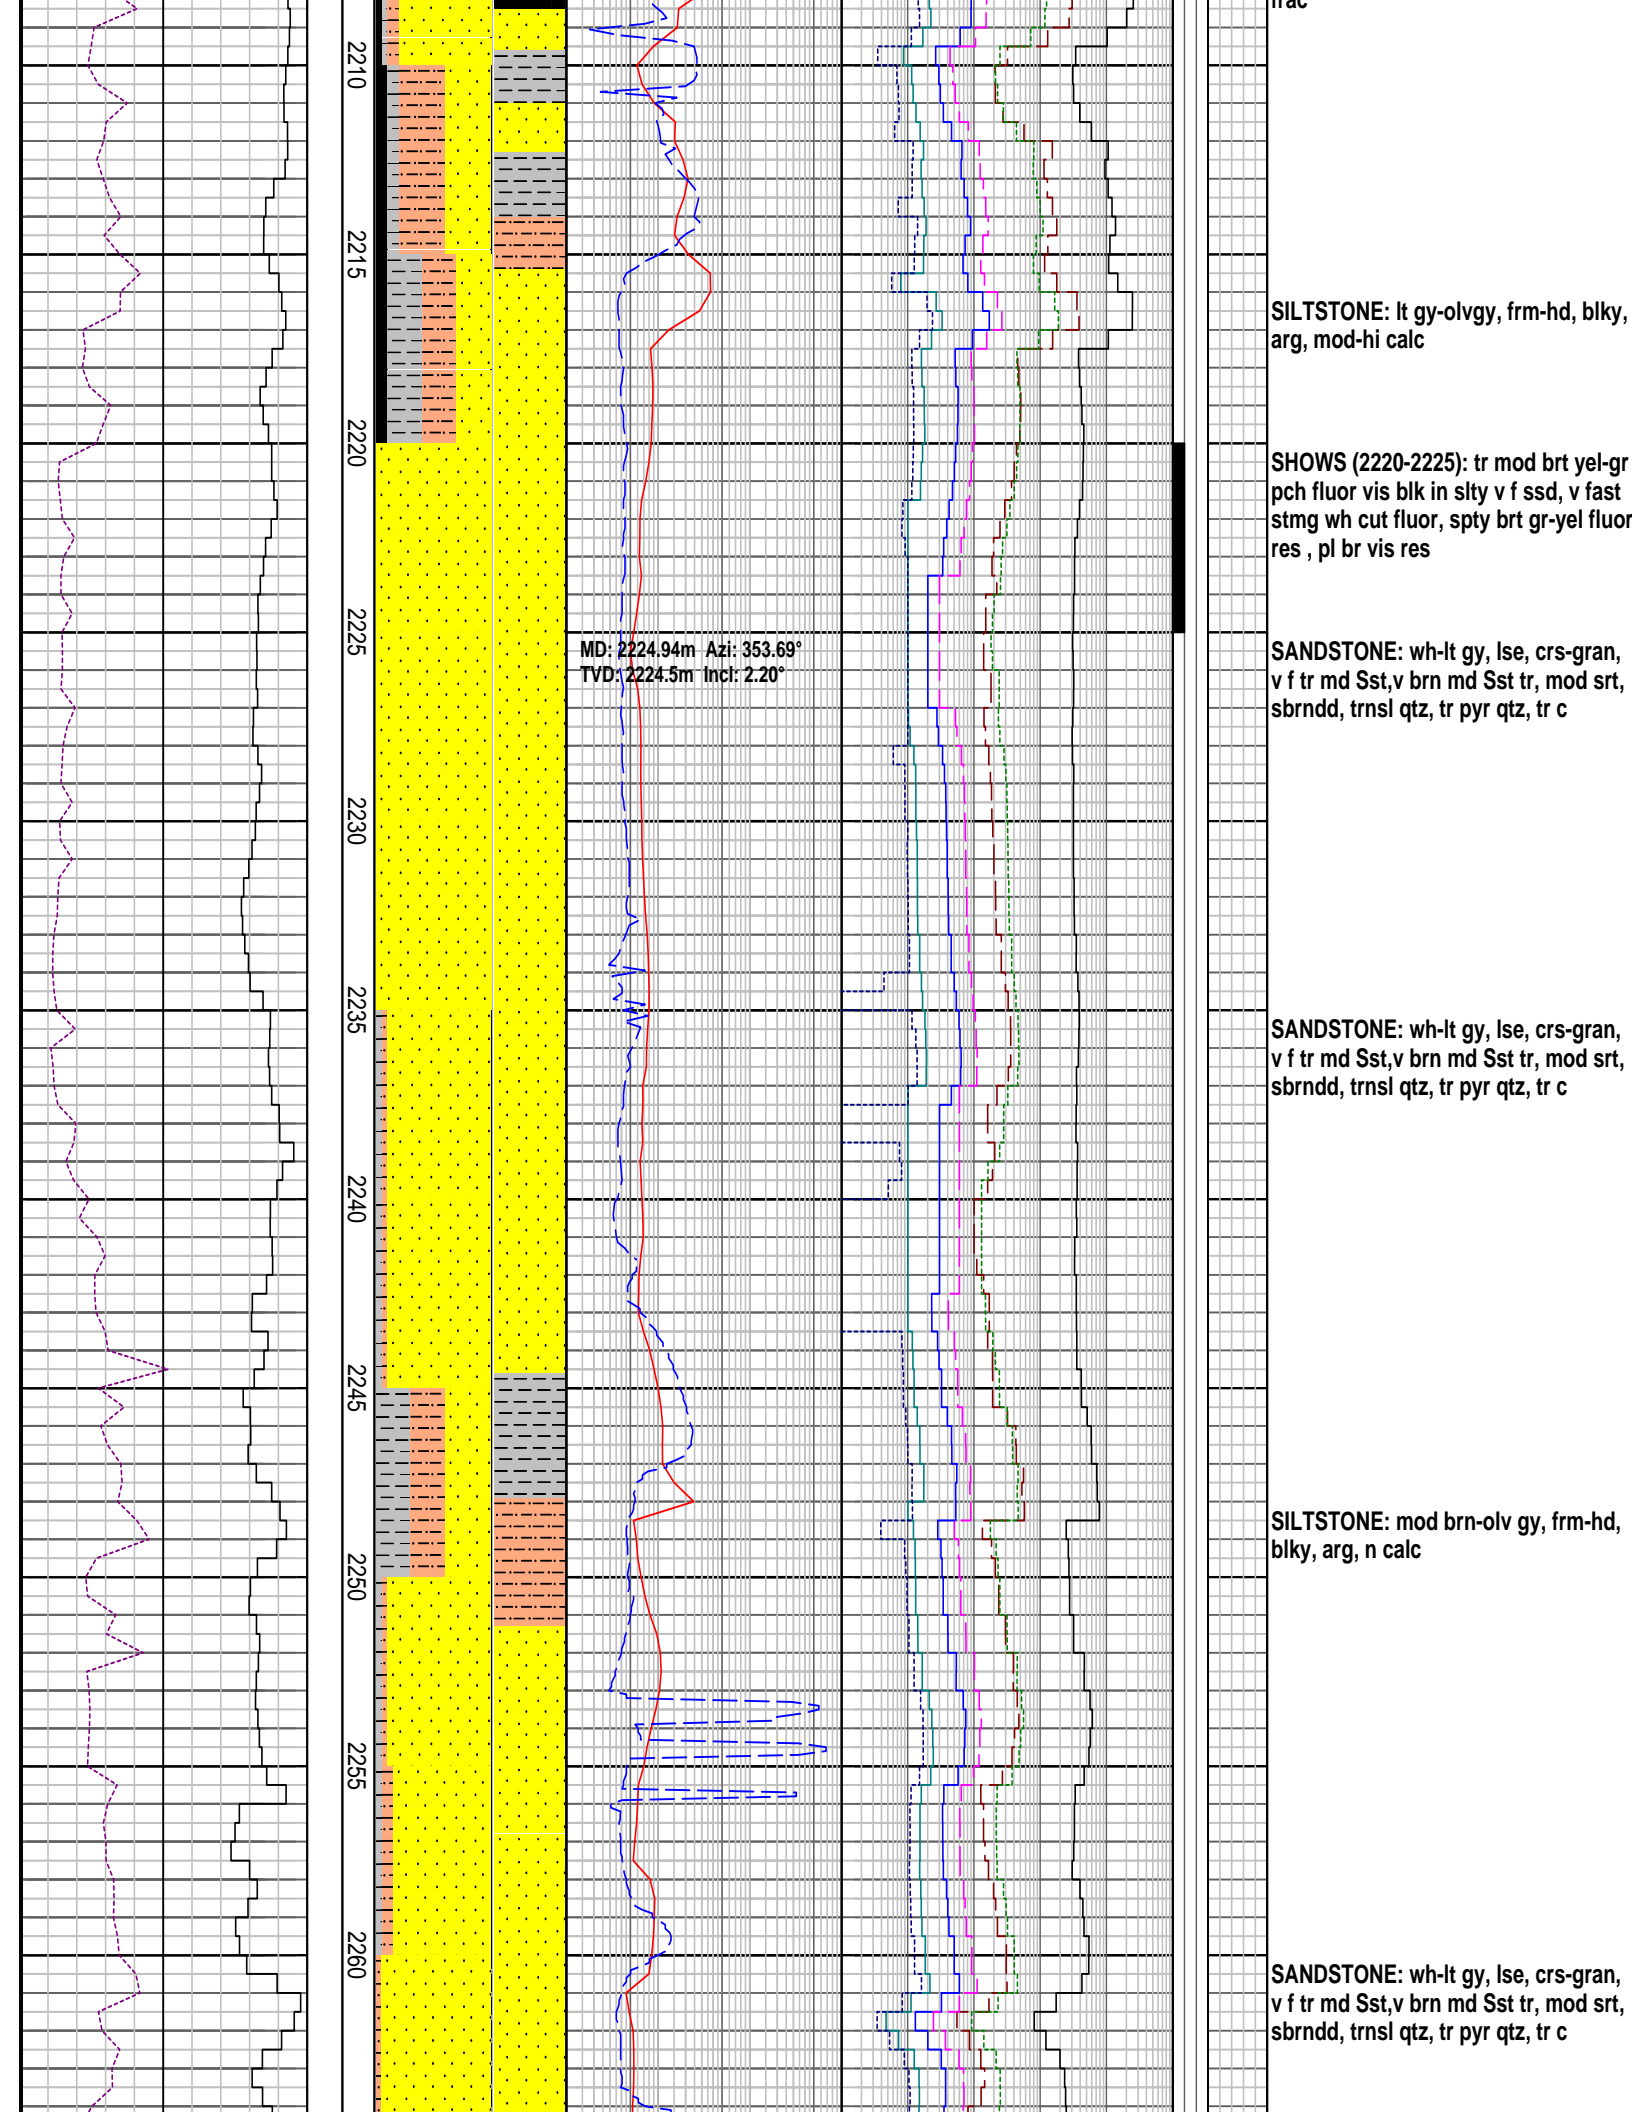 frac
2210
2215
SILTSTONE: lt gy-olvgy, frm-hd, blky,
arg, mod-hi calc
2220
SHOWS (2220-2225): tr mod brt yel-gr
pch fluor vis blk in slty v f ssd, v fast
stmg wh cut fluor, spty brt gr-yel fluor
res , pl br vis res
2225
MD: 2224.94m Azi: 353.69°
TVD: 2224.5m Incl: 2.20°
SANDSTONE: wh-lt gy, lse, crs-gran,
v f tr md Sst,v brn md Sst tr, mod srt,
sbrndd, trnsl qtz, tr pyr qtz, tr c
2230
2235
SANDSTONE: wh-lt gy, lse, crs-gran,
v f tr md Sst,v brn md Sst tr, mod srt,
sbrndd, trnsl qtz, tr pyr qtz, tr c
2240
2245
SILTSTONE: mod brn-olv gy, frm-hd,
blky, arg, n calc
2250
2255
2260
SANDSTONE: wh-lt gy, lse, crs-gran,
v f tr md Sst,v brn md Sst tr, mod srt,
sbrndd, trnsl qtz, tr pyr qtz, tr c